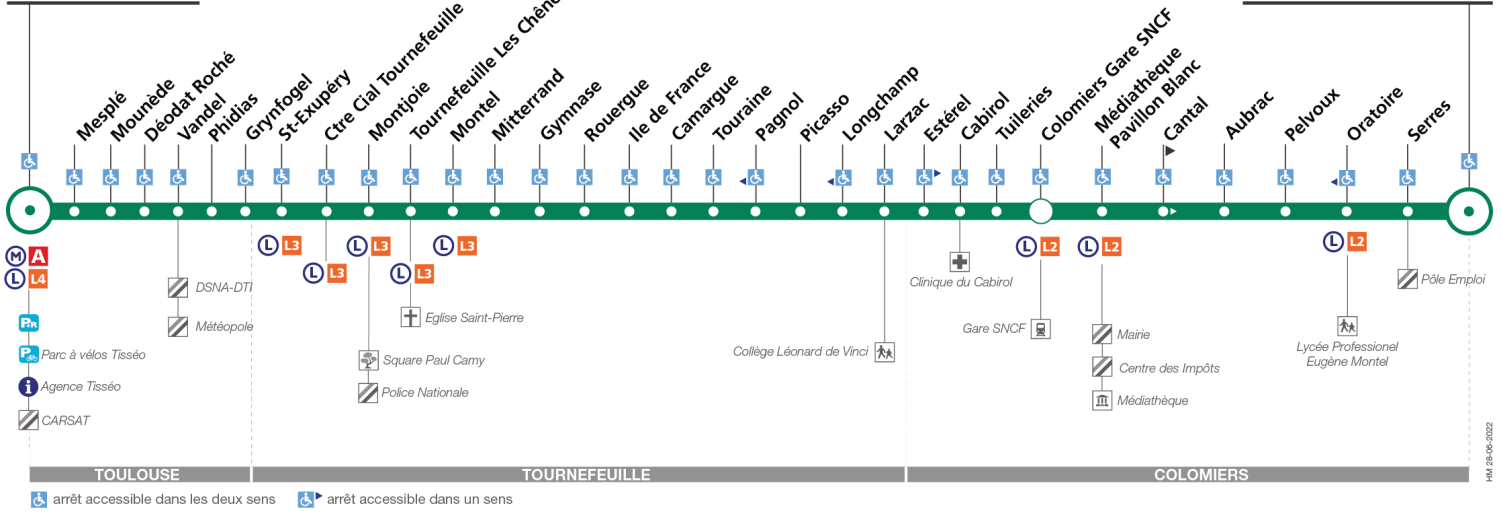 Mesplé
Mounède
Déodat Roché
Vandel
Phidias
Grynfogel
St-Exupéry
Ctre Cial Tournefeuille
Montjoie
Tournefeuille Les Chêne
Montel
Mitterrand
Gymnase
Rouergue
Ile de France
Camargue
Touraine
Pagnol
Picasso
Longchamp
Larzac
Estérel
Cabirol
Tuileries
Colomiers Gare SNCF
Médiathèque
Pavillon Blanc
Cantal
Aubrac
Pelvoux
Oratoire
Serres
M A
L L4
L L3
L L3
L L3
L L3
L L3
L L2
L L2
L L2
P+R
P
Parc à vélos Tisséo
i Agence Tisséo
CARSAT
DSNA-DTI
Météopole
Square Paul Camy
Police Nationale
Eglise Saint-Pierre
Collège Léonard de Vinci
Clinique du Cabirol
Gare SNCF
Mairie
Centre des Impôts
Médiathèque
Lycée Professionel
Eugène Montel
Pôle Emploi
TOULOUSE
TOURNEFEUILLE
COLOMIERS
arrêt accessible dans les deux sens
arrêt accessible dans un sens
HM 28-06-2022